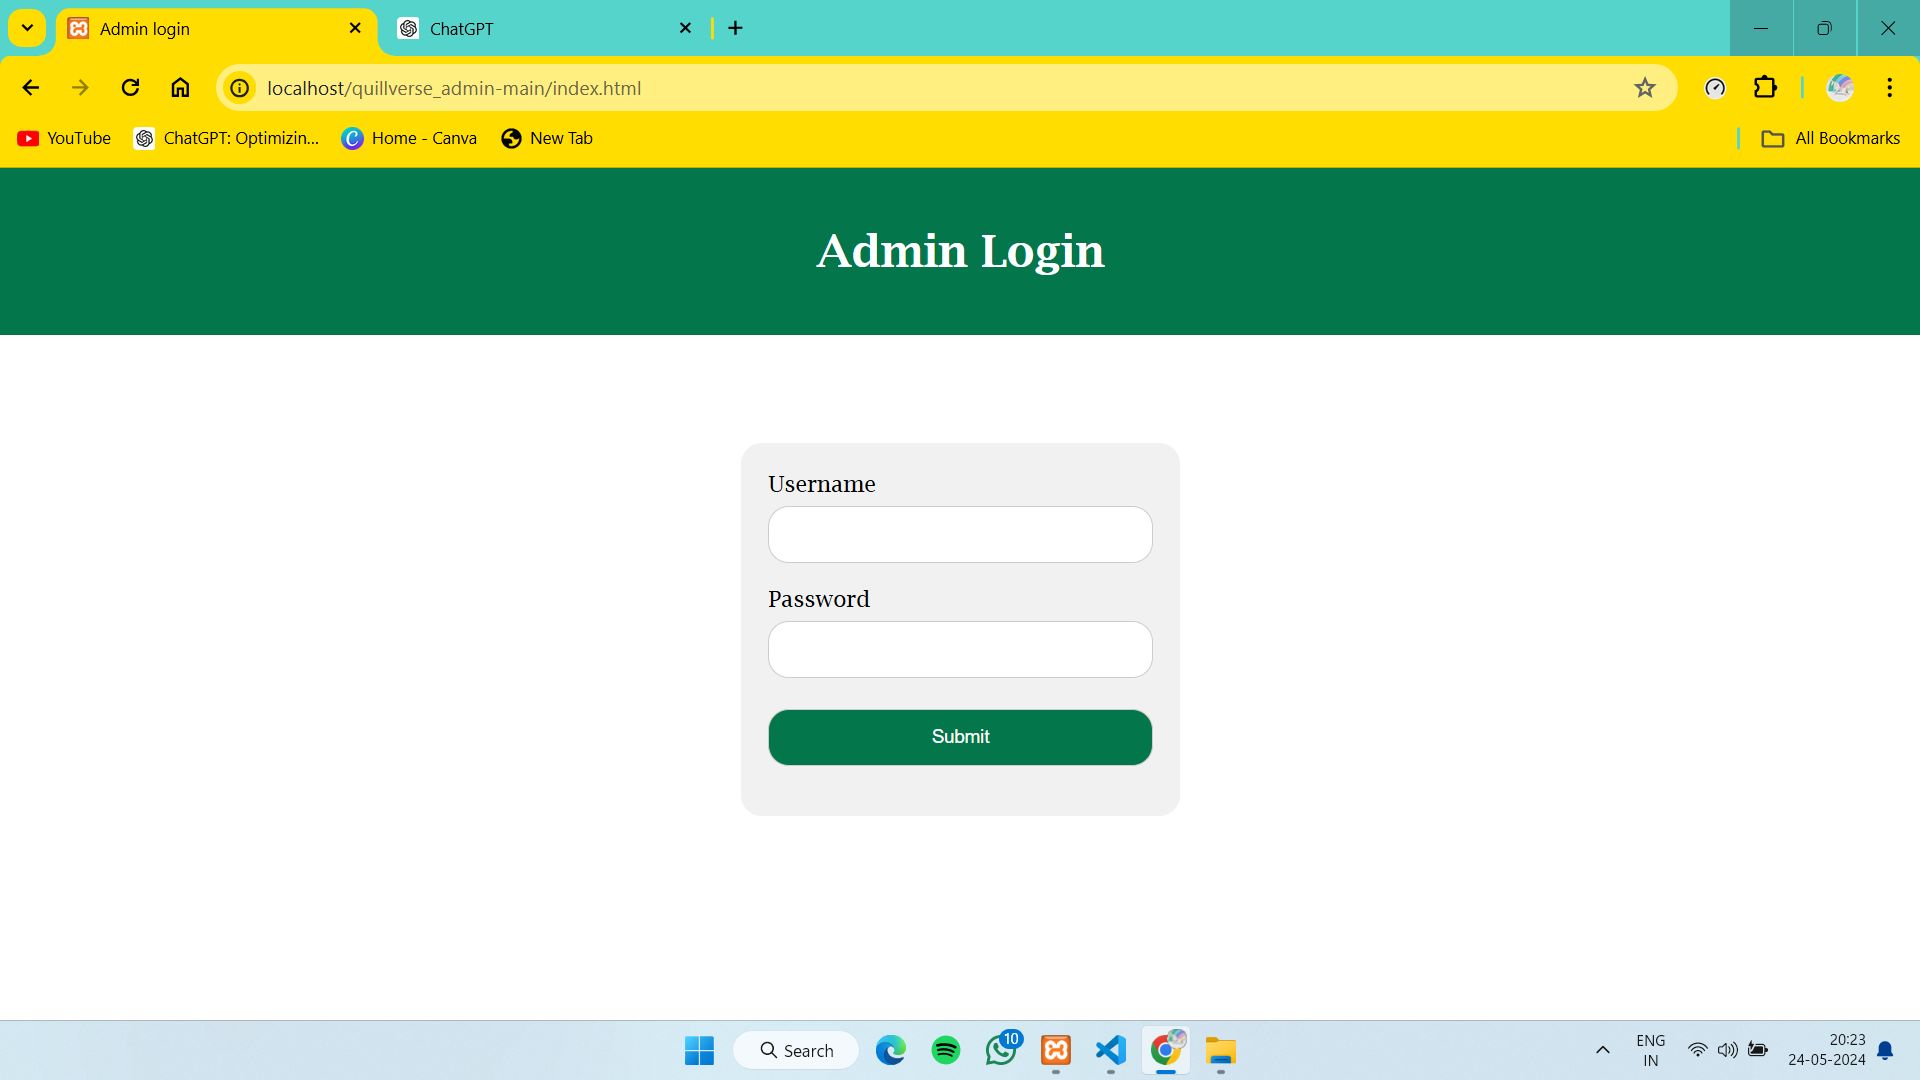 Admin login
ChatGPT
localhost/quillverse_admin-main/index.html
YouTube
ChatGPT: Optimizin...
Home - Canva
New Tab
All Bookmarks
Admin Login
Username
Password
Submit
Search
10
ENG
IN
20:23
24-05-2024